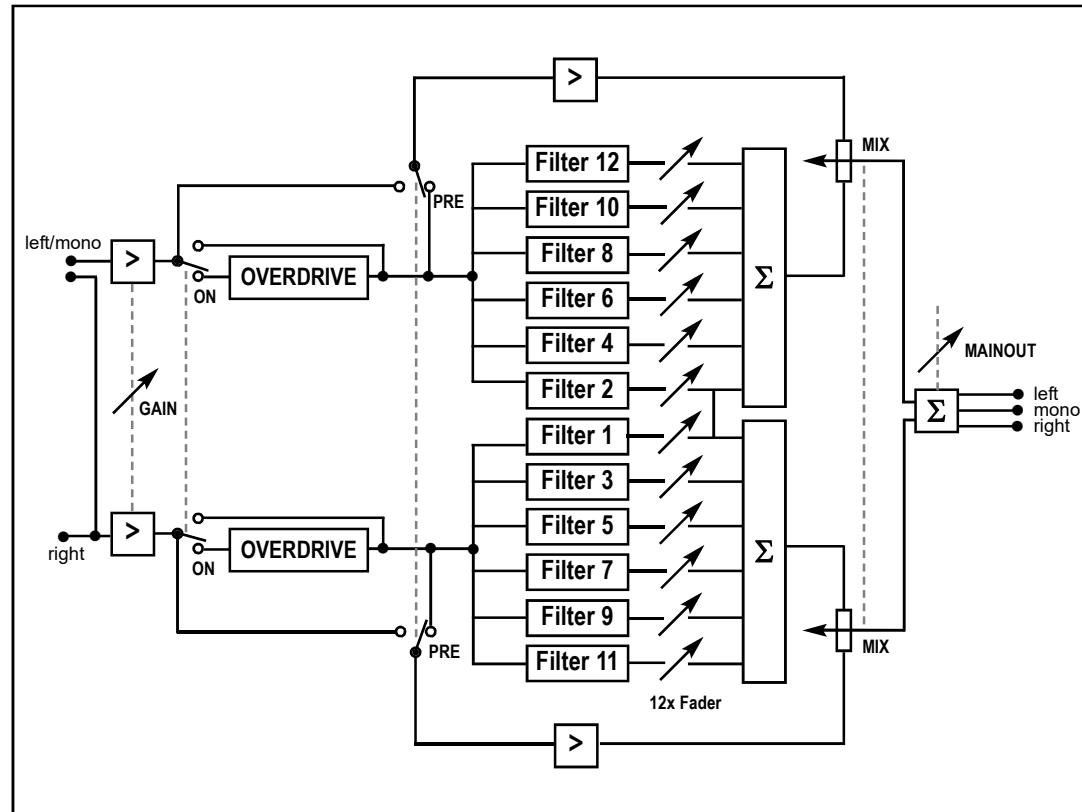 >
Filter 12
MIX
PRE
Filter 10
left/mono
>
Filter 8
OVERDRIVE
Σ
ON
Filter 6
Filter 4
MAINOUT
Filter 2
left
GAIN
Σ
mono
Filter 1
right
Filter 3
>
Filter 5
right
OVERDRIVE
Σ
ON
Filter 7
Filter 9
PRE
MIX
Filter 11
12x Fader
>